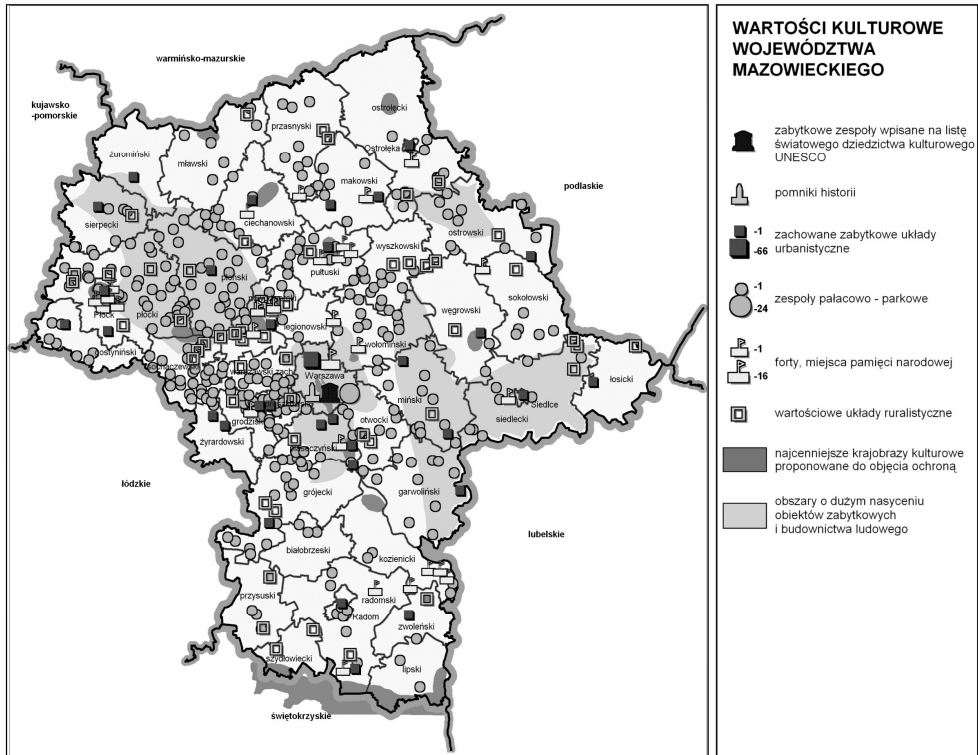 warmińsko-mazurskie
kujawsko
-pomorskie
podlaskie
łódzkie
lubelskie
świętokrzyskie
ostrołęcki
przasnyski
Ostrołęka
żuromiński
mławski
makowski
ciechanowski
sierpecki
ostrowski
wyszkowski
pułtuski
płoński
sokołowski
węgrowski
Płock
płocki
legionowski
wołomiński
gostyniński
sochaczewski
warszawski zach.
Warszawa
łosicki
miński
Siedlce
siedlecki
grodziski
otwocki
żyrardowski
piaseczyński
grójecki
garwoliński
białobrzeski
kozienicki
przysuski
radomski
Radom
zwoleński
szydłowiecki
lipski
WARTOŚCI KULTUROWE
WOJEWÓDZTWA
MAZOWIECKIEGO
zabytkowe zespoły wpisane na listę
światowego dziedzictwa kulturowego
UNESCO
pomniki historii
-1
-66
zachowane zabytkowe układy
urbanistyczne
-1
-24
zespoły pałacowo - parkowe
-1
-16
forty, miejsca pamięci narodowej
wartościowe układy ruralistyczne
najcenniejsze krajobrazy kulturowe
proponowane do objęcia ochroną
obszary o dużym nasyceniu
obiektów zabytkowych
i budownictwa ludowego